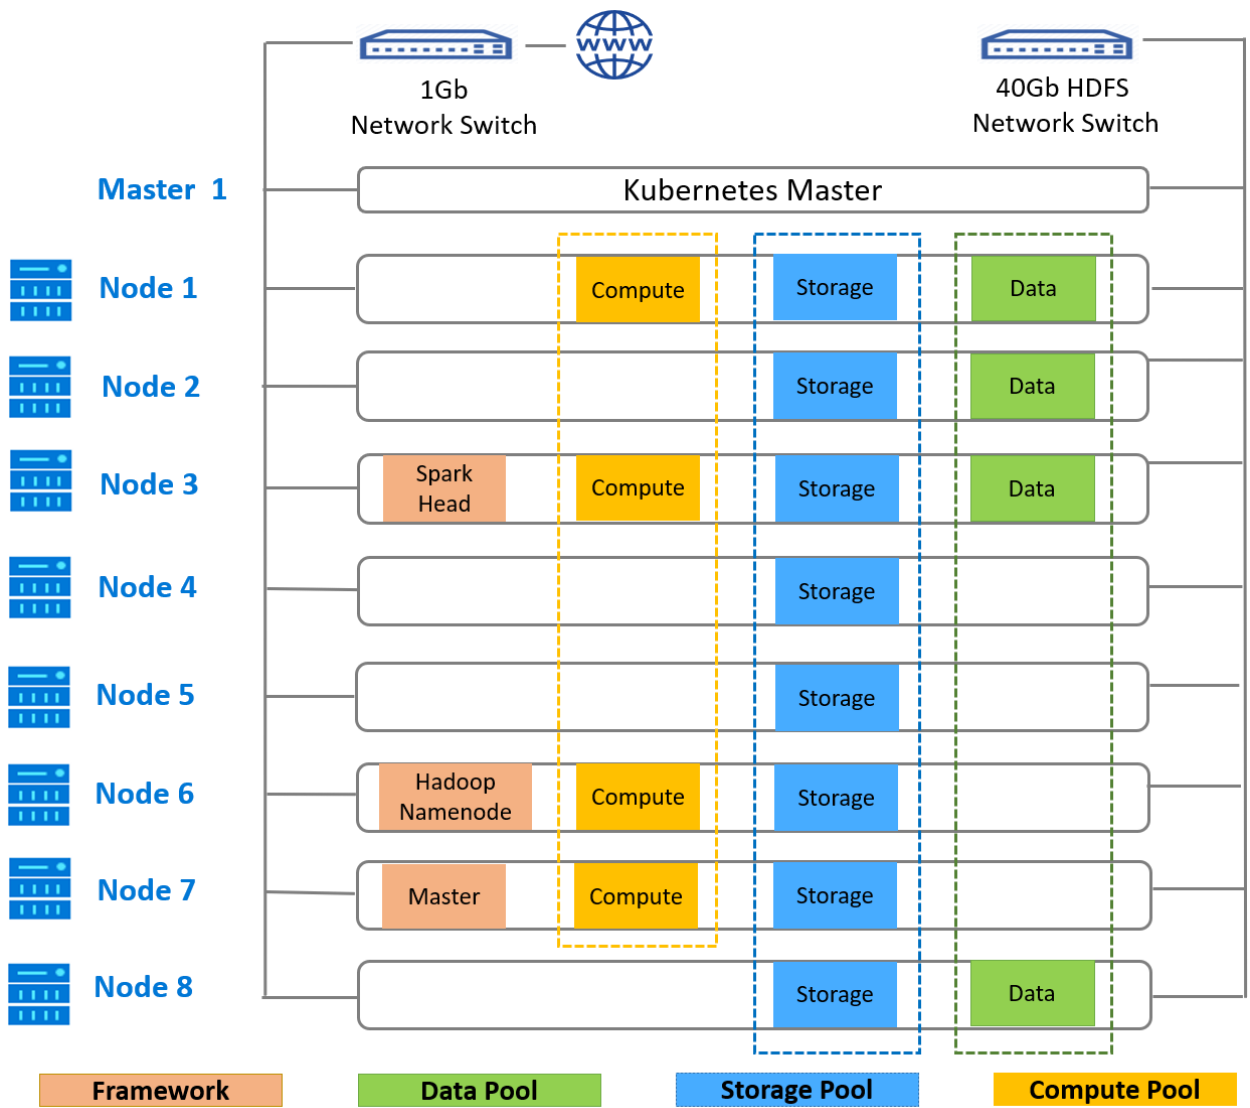 WWW
1Gb
Network Switch
40Gb HDFS
Network Switch
Master 1
Kubernetes Master
Node 1
Compute
Storage
Data
Node 2
Storage
Data
Node 3
Spark
Head
Compute
Storage
Data
Node 4
Storage
Node 5
Storage
Node 6
Hadoop
Namenode
Compute
Storage
Node 7
Master
Compute
Storage
Node 8
Storage
Data
Framework
Data Pool
Storage Pool
Compute Pool